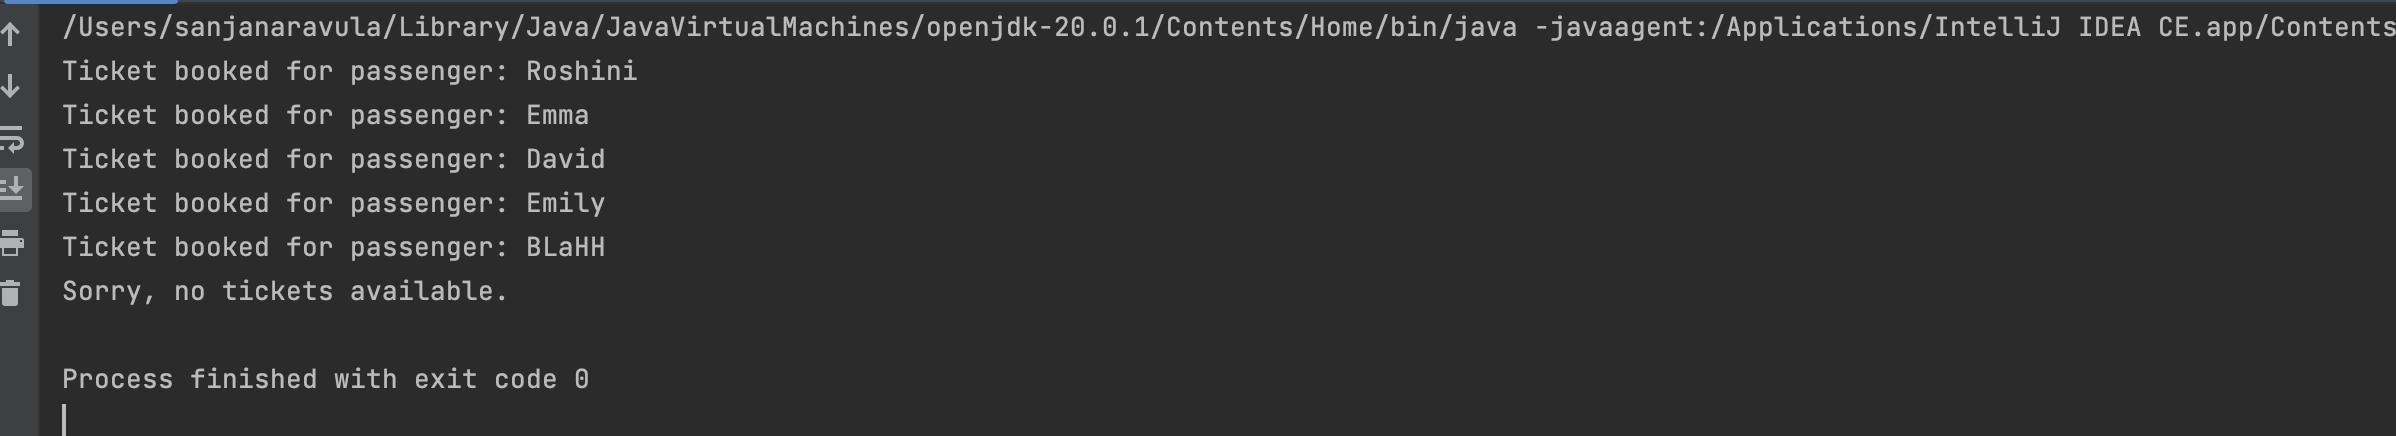 /Users/sanjanaravula/Library/Java/JavaVirtualMachines/openjdk-20.0.1/Contents/Home/bin/java -javaagent:/Applications/IntelliJ IDEA CE.app/Contents
Ticket booked for passenger: Roshini
Ticket booked for passenger: Emma
Ticket booked for passenger: David
Ticket booked for passenger: Emily
Ticket booked for passenger: BLaHH
Sorry, no tickets available.
Process finished with exit code 0